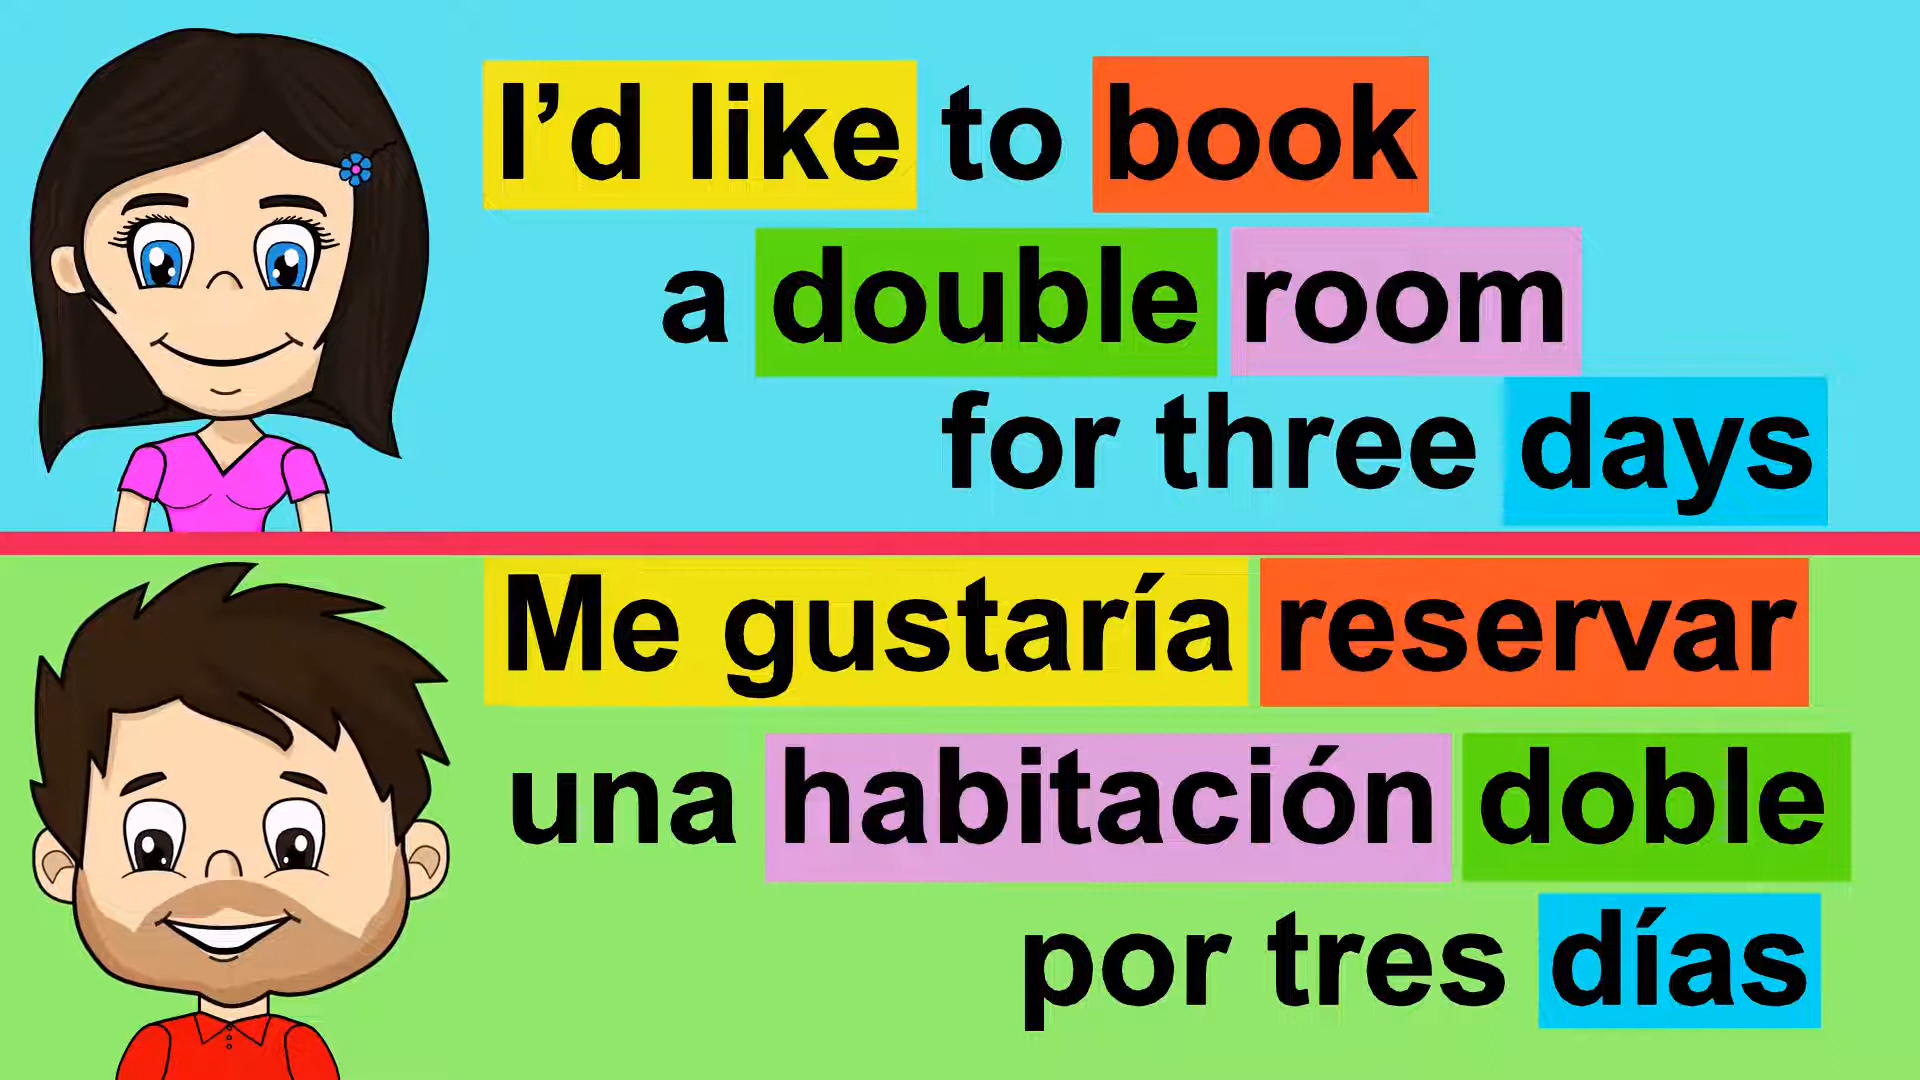 I’d like to book
a double room
for three days
Me gustaría reservar
una habitación doble
por tres días